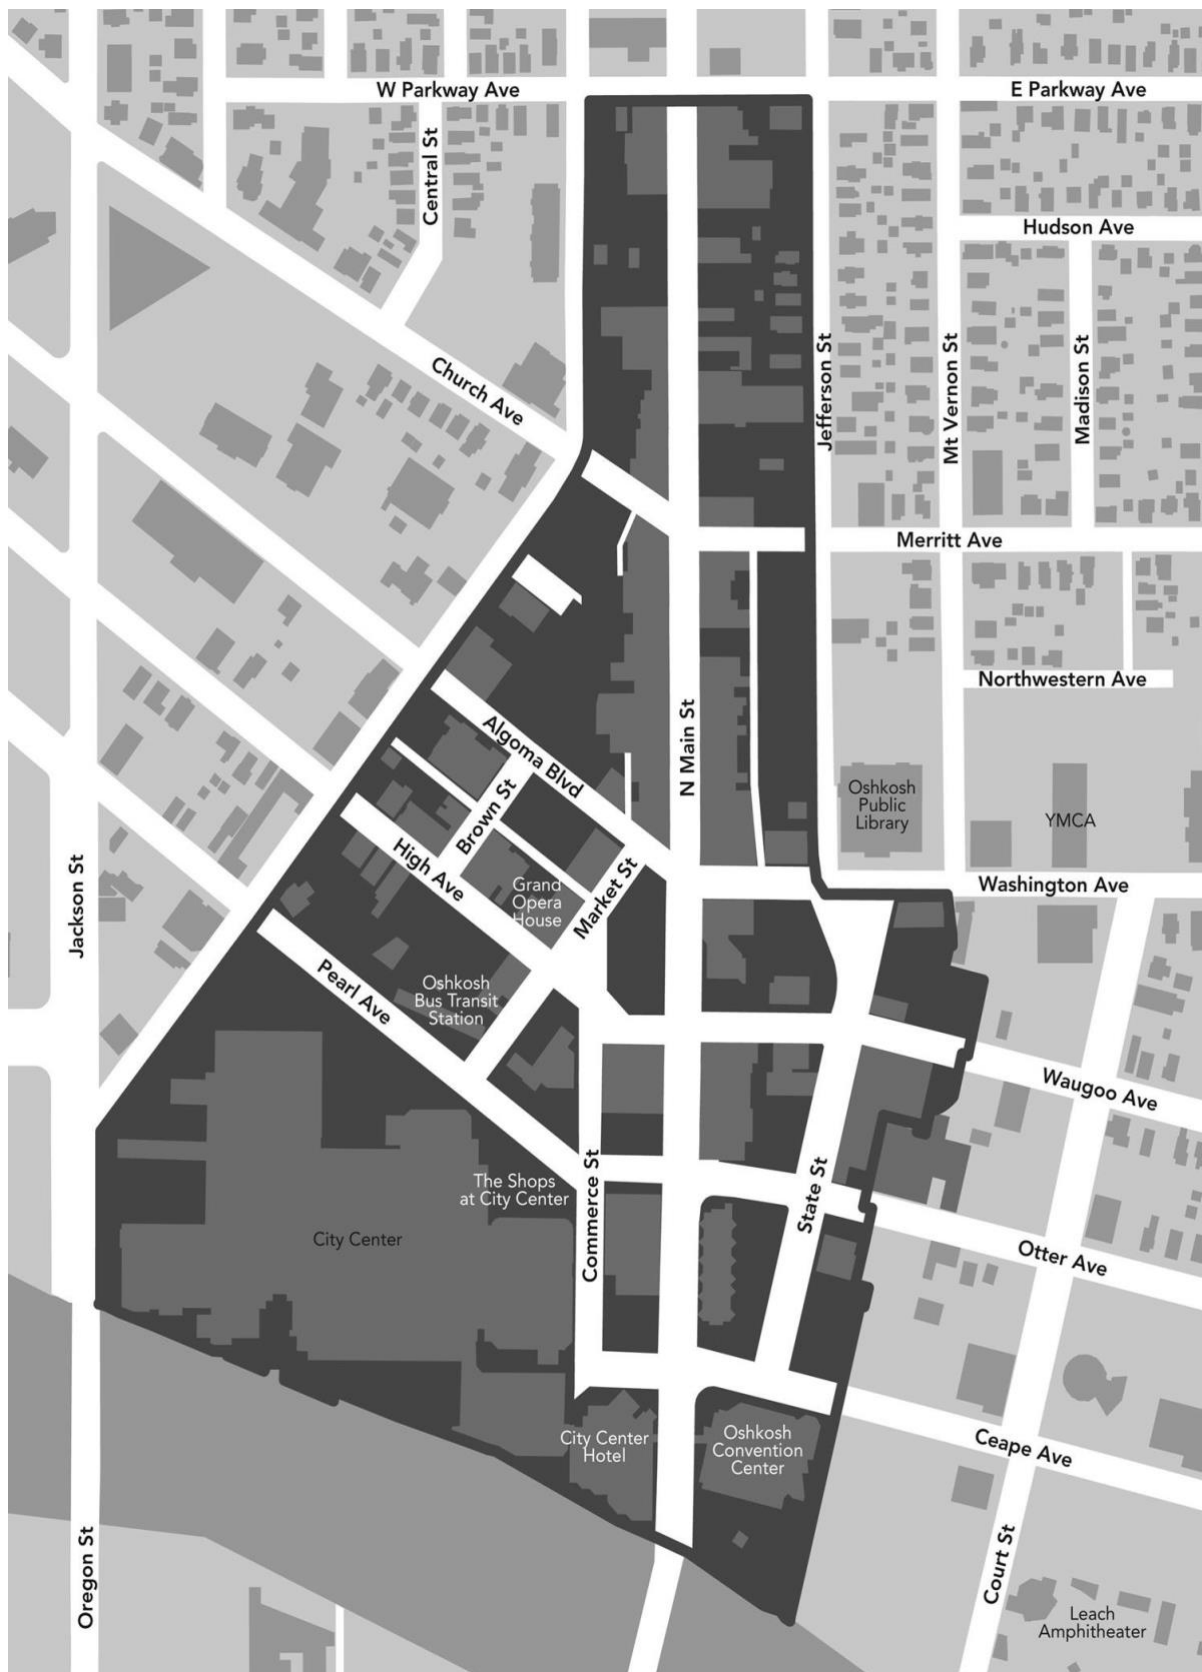 W Parkway Ave
E Parkway Ave
Central St
Hudson Ave
Church Ave
Jefferson St
Mt Vernon St
Madison St
Merritt Ave
Northwestern Ave
N Main St
Algoma Blvd
Brown St
High Ave
Market St
Grand
Opera
House
Oshkosh
Public
Library
YMCA
Washington Ave
Jackson St
Pearl Ave
Oshkosh
Bus Transit
Station
Waugoo Ave
The Shops
at City Center
City Center
Commerce St
State St
Otter Ave
City Center
Hotel
Oshkosh
Convention
Center
Ceape Ave
Court St
Oregon St
Leach
Amphitheater